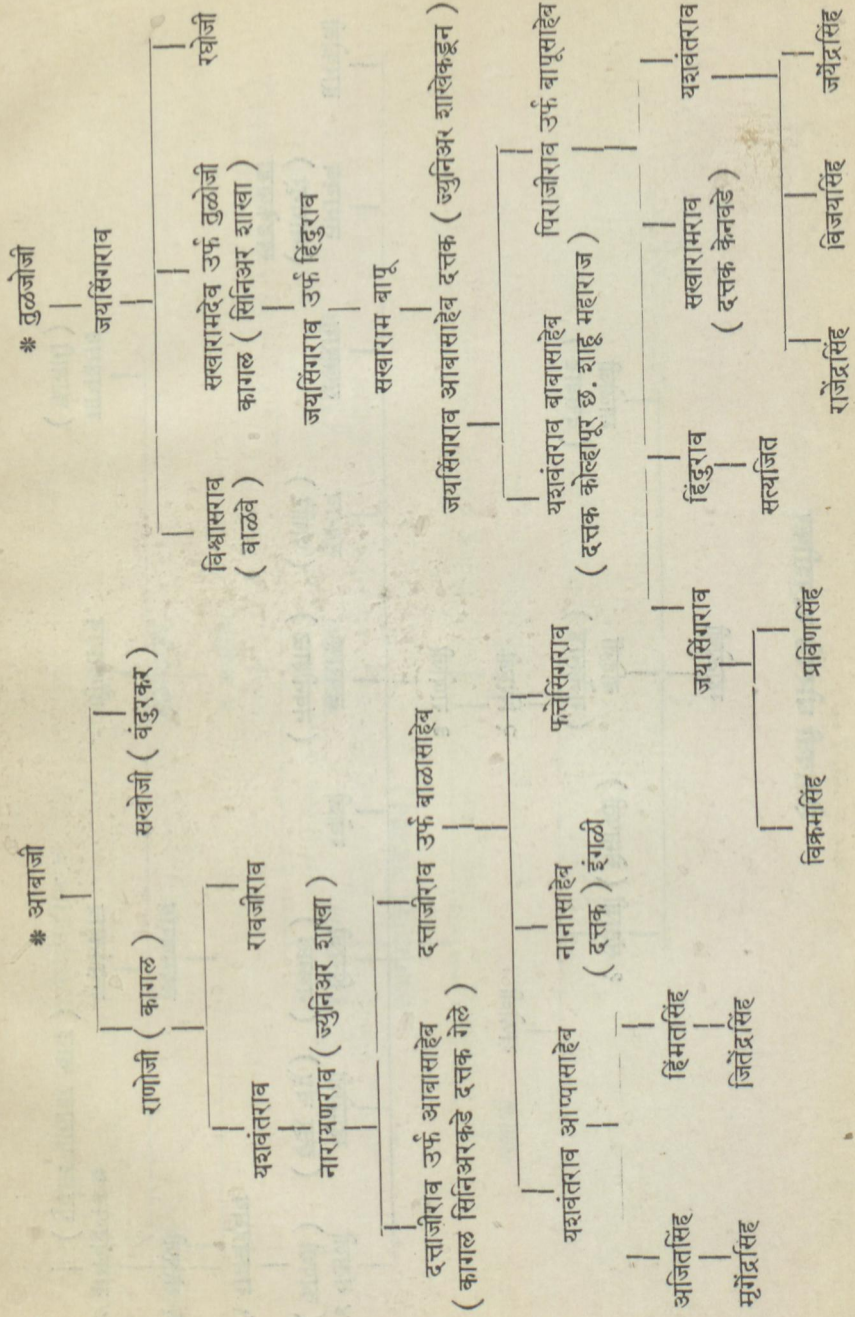 * आबाजी
राणोजी ( कागल )
सखोजी ( वंदुरकर )
यशवंतराव
रावजीराव
नारायणराव ( ज्युनिअर शाखा )
दत्ताजीराव उर्फ आबासाहेब
( कागल सिनिअरकडे दत्तक गेले )
दत्ताजीराव उर्फ बाळासाहेब
यशवंतराव आप्पासाहेब
नानासाहेब
( दत्तक ) इंगळी
फत्तेसिंगराव
अजितसिंह
हिंमतसिंह
मृगेंद्रसिंह
जितेंद्रसिंह
* तुळजोजी
जयसिंगराव
विश्वासराव
( वाळवे )
सखारामदेव उर्फ तुळोजी
कागल ( सिनिअर शाखा )
रघोजी
जयसिंगराव उर्फ हिंदुराव
सखाराम बापू
जयसिंगराव आबासाहेब दत्तक ( ज्युनिअर शाखेकडून )
यशवंतराव बाबासाहेब
( दत्तक कोल्हापूर छ. शाहू महाराज )
पिराजीराव उर्फ बापूसाहेब
जयसिंगराव
हिंदुराव
सखारामराव
( दत्तक केनवडे )
यशवंतराव
विक्रमसिंह
प्रविणसिंह
सत्यजित
राजेंद्रसिंह
विजयसिंह
जयेंद्रसिंह